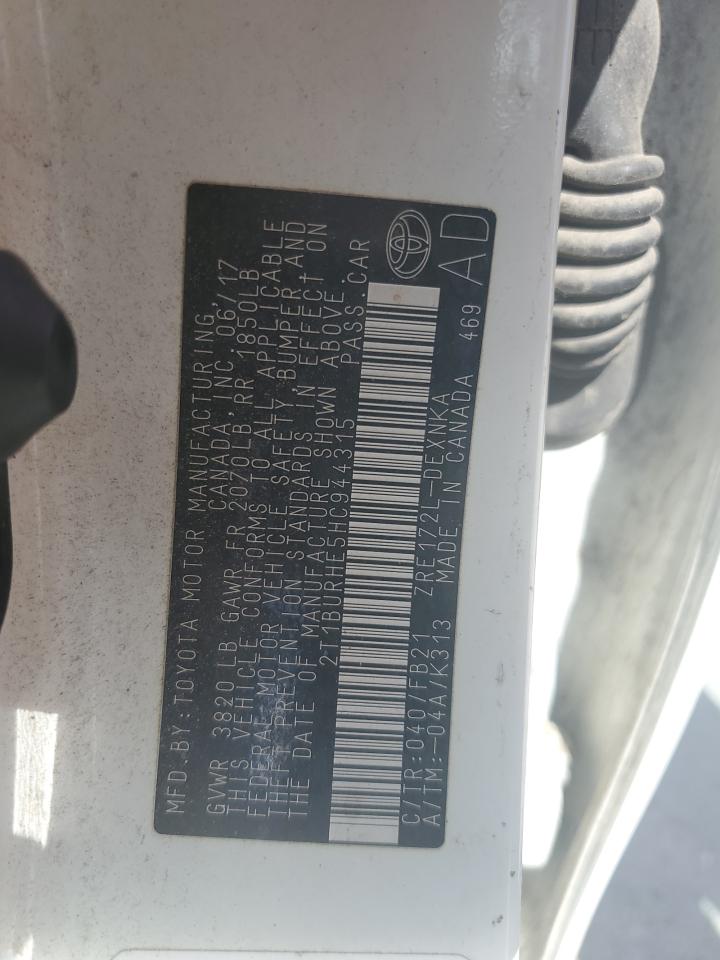 MFD.BY:TOYOTA MOTOR MANUFACTURING,
CANADA,INC.06/17
GVWR 3820 LB GAWR FR 2070LB,RR 1850LB
THIS VEHICLE CONFORMS TO ALL APPLICABLE
FEDERAL MOTOR VEHICLE SAFETY, BUMPER AND
THEFT PREVENTION STANDARDS IN EFFECT ON
THE DATE OF MANUFACTURE SHOWN ABOVE.
2T1BURHE5HC944315 PASS.CAR
C/TR:040/FB21 ZRE172L-DEXNKA
A/TM:-04A/K313 MADE IN CANADA 469
AD